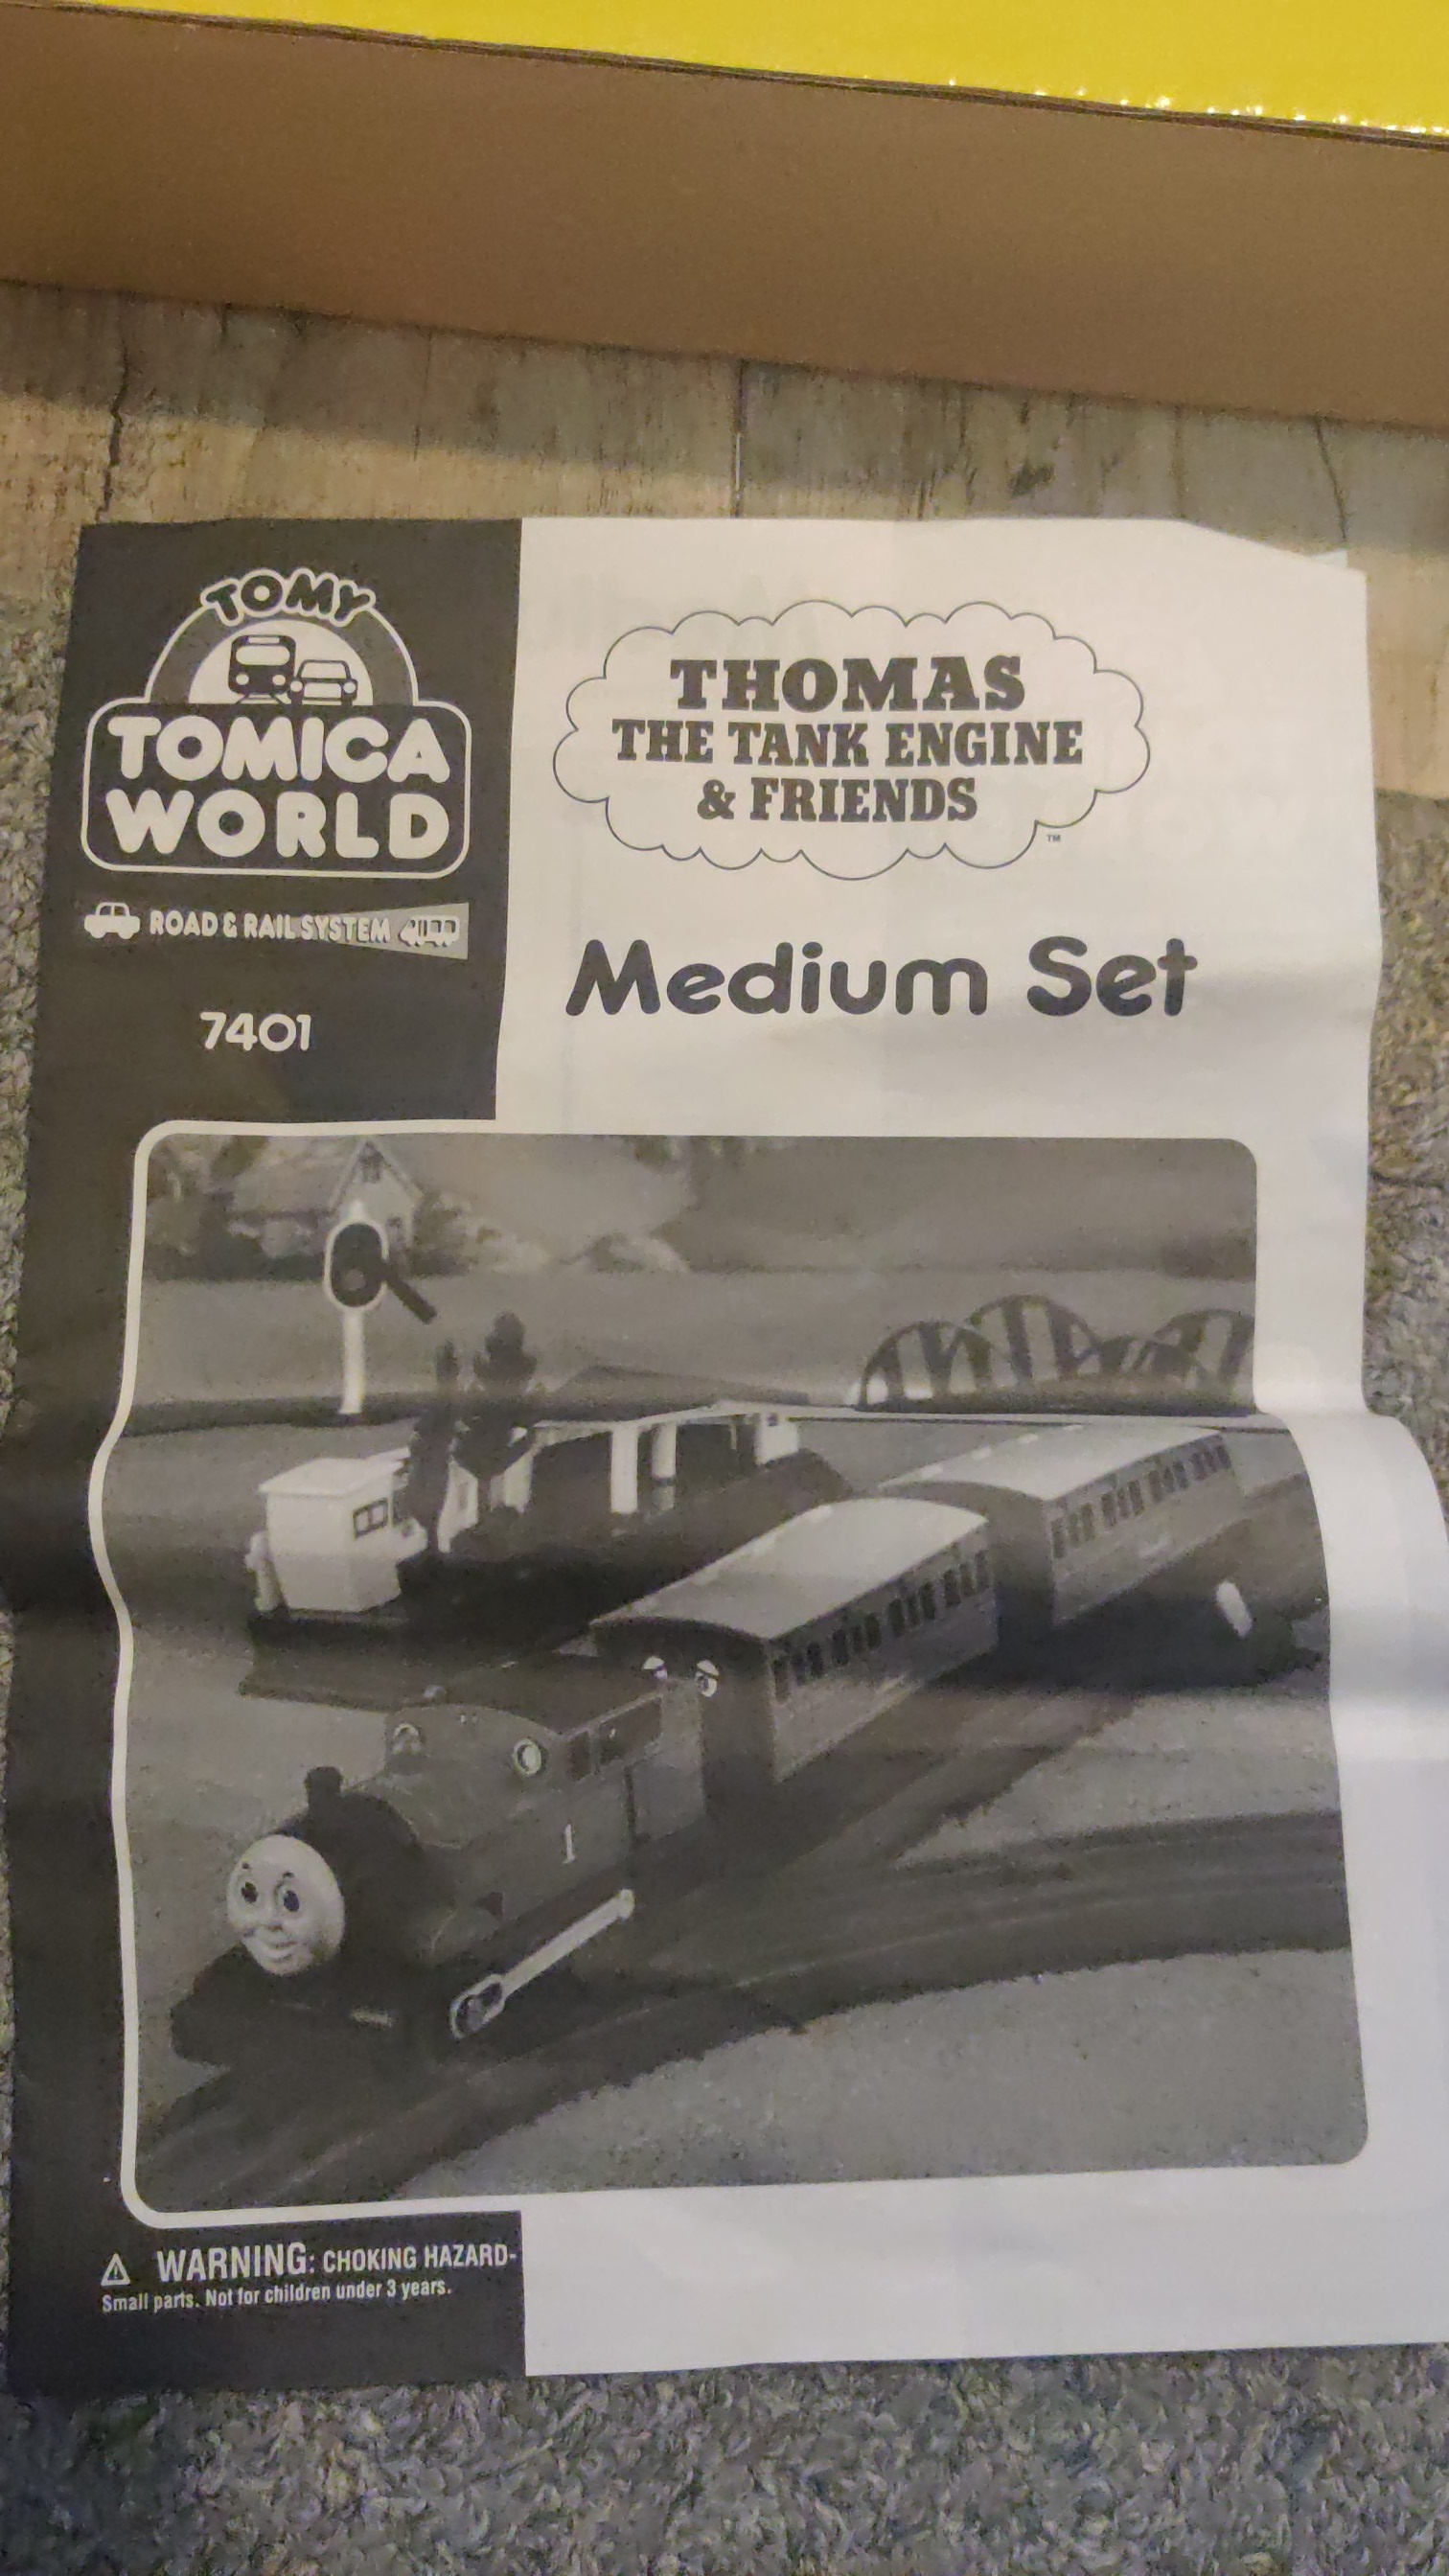 TOMY
TOMICA
WORLD
ROAD & RAIL SYSTEM
7401
THOMAS
THE TANK ENGINE
& FRIENDS
TM
Medium Set
1
⚠ WARNING: CHOKING HAZARD-
Small parts. Not for children under 3 years.